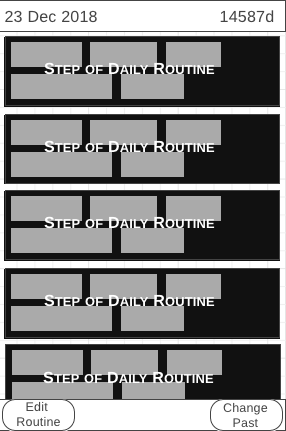 23 Dec 2018 14587d
Step of Daily Routine
Step of Daily Routine
Step of Daily Routine
Step of Daily Routine
Step of Daily Routine
Edit Change
Routine Past